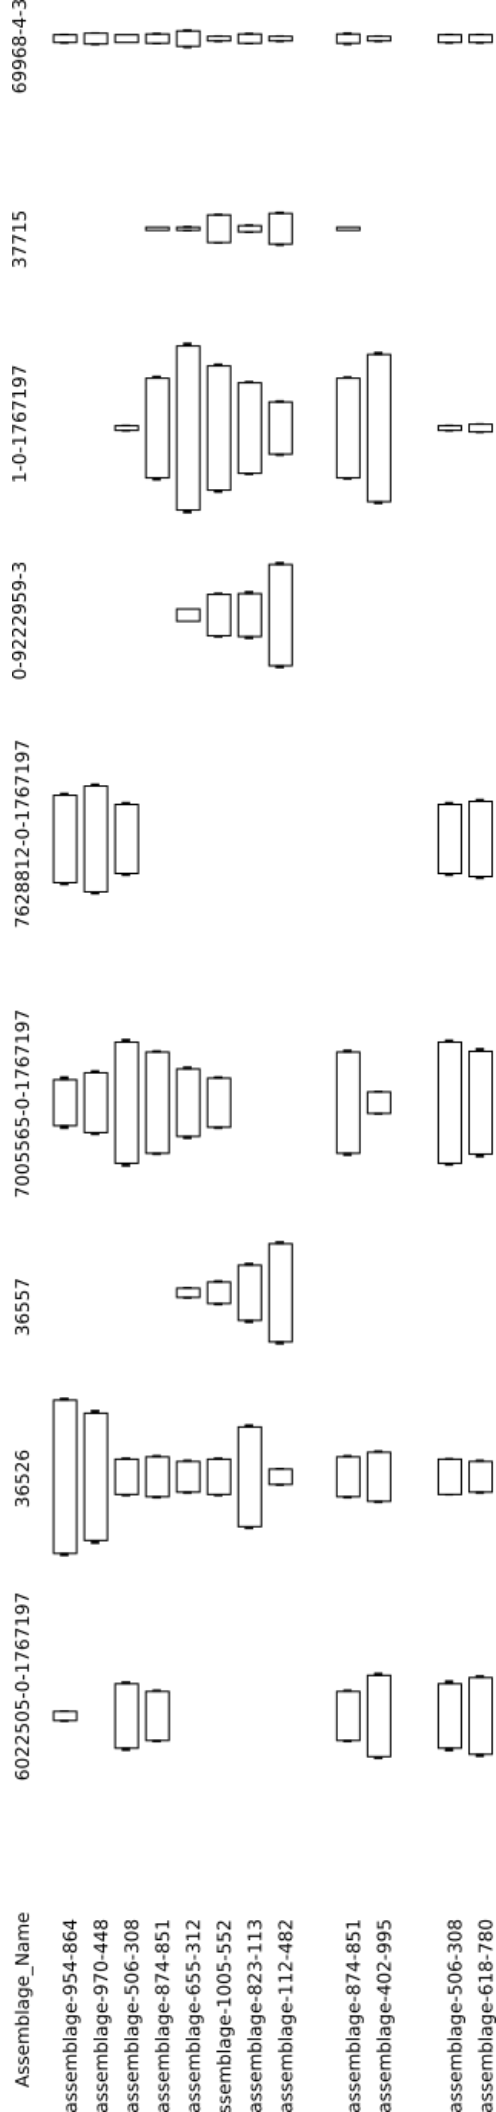 Assemblage_Name 6022505-0-1767197 36526 36557 7005565-0-1767197 7628812-0-1767197 0-9222959-3 1-0-1767197 37715 69968-4-3
assemblage-954-864
assemblage-970-448
assemblage-506-308
assemblage-874-851
assemblage-655-312
ssemblage-1005-552
assemblage-823-113
assemblage-112-482
assemblage-874-851
assemblage-402-995
assemblage-506-308
assemblage-618-780